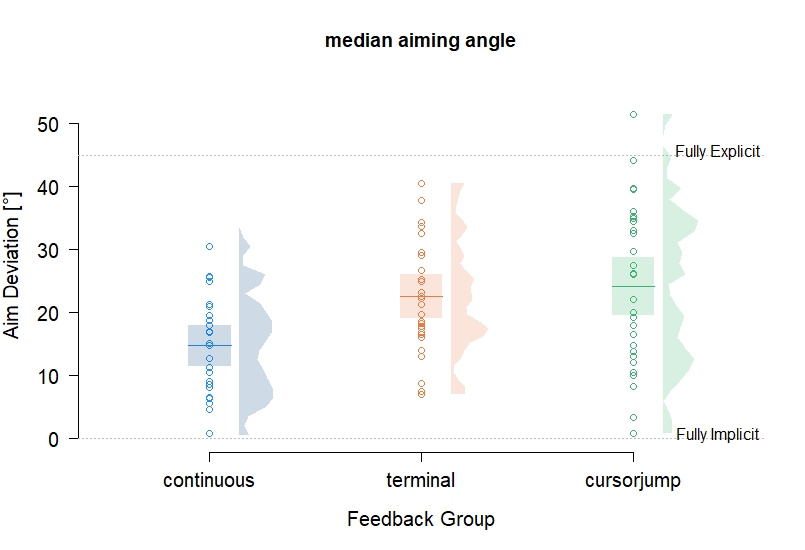 median aiming angle
50
40
30
20
10
0
Aim Deviation [°]
Fully Explicit
Fully Implicit
continuous
terminal
cursorjump
Feedback Group